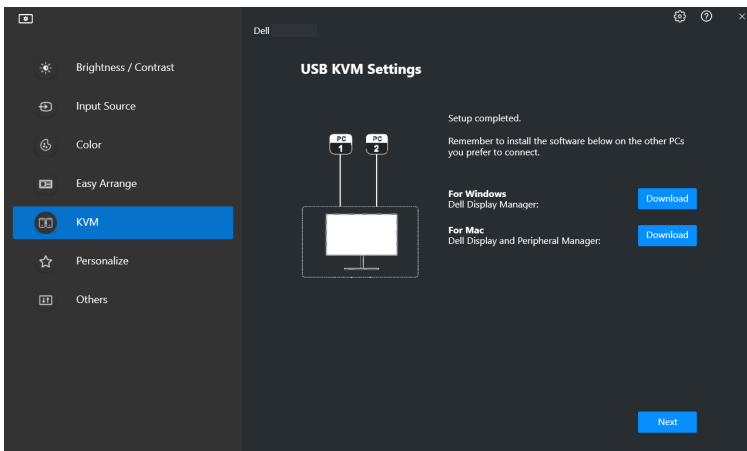 Dell
Brightness / Contrast
Input Source
Color
Easy Arrange
KVM
Personalize
Others
USB KVM Settings
PC
1
PC
2
Setup completed.
Remember to install the software below on the other PCs
you prefer to connect.
For Windows
Dell Display Manager:
Download
For Mac
Dell Display and Peripheral Manager:
Download
Next